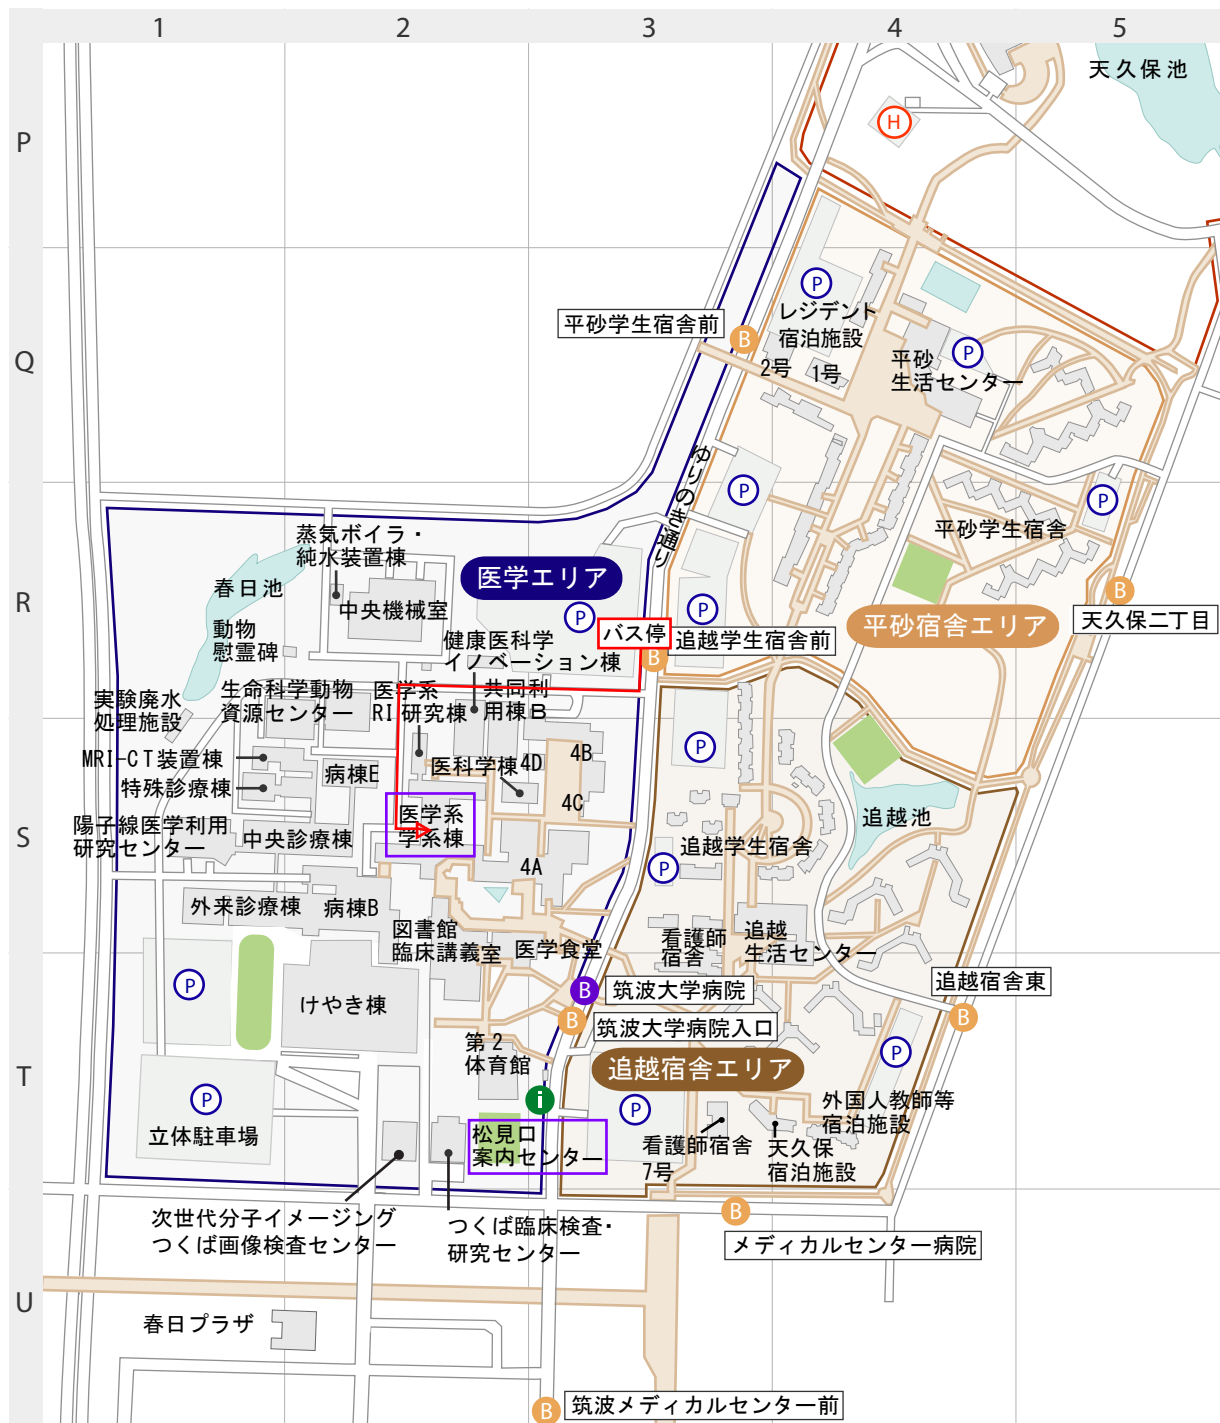 1
2
3
4
5
P
Q
R
S
T
U
天久保池
H
P
平砂学生宿舎前
B
レジデント
宿泊施設
2号
1号
P
平砂
生活センター
ゆりのき通り
P
P
平砂学生宿舎
蒸気ボイラ・
純水装置棟
医学エリア
春日池
中央機械室
P
P
B
天久保二丁目
平砂宿舎エリア
バス停
追越学生宿舎前
B
動物
慰霊碑
健康医科学
イノベーション棟
実験廃水
処理施設
生命科学動物
資源センター
医学系
RI 研究棟
共同利
用棟B
MRI-CT装置棟
特殊診療棟
病棟E
医科学棟
4D
4B
4C
P
医学系
学系棟
陽子線医学利用
研究センター
中央診療棟
4A
追越学生宿舎
追越池
P
外来診療棟
病棟B
図書館
臨床講義室
医学食堂
看護師
宿舎
追越
生活センター
P
けやき棟
B
筑波大学病院
追越宿舎東
B
B
筑波大学病院入口
第2
体育館
追越宿舎エリア
P
P
立体駐車場
i
P
外国人教師等
宿泊施設
松見口
案内センター
看護師宿舎
7号
天久保
宿泊施設
次世代分子イメージング
つくば画像検査センター
つくば臨床検査・
研究センター
B
メディカルセンター病院
春日プラザ
B
筑波メディカルセンター前